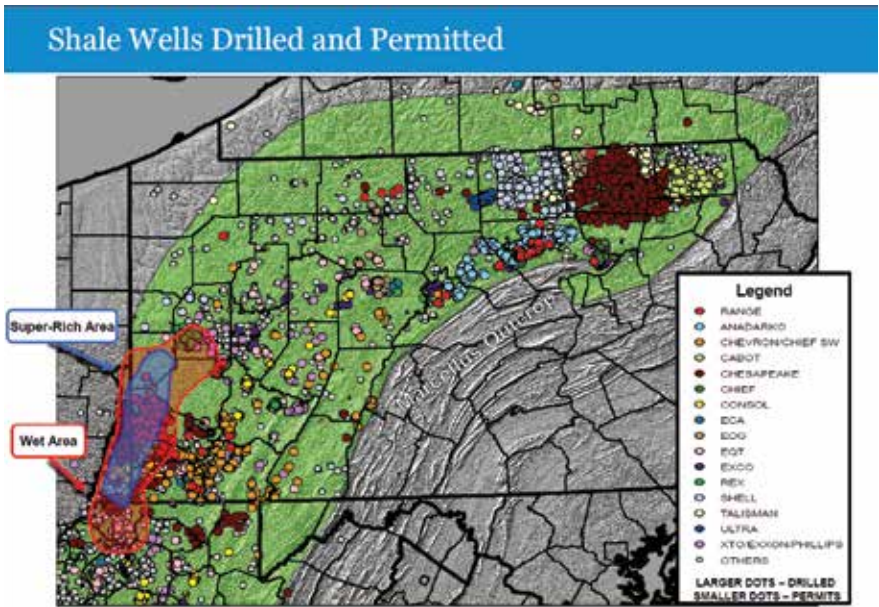 Shale Wells Drilled and Permitted
Super-Rich Area
Wet Area
Marcellus Outcrop
Legend
RANGE
ANADARKO
CHEVRON/CHIEF SW
CABOT
CHESAPEAKE
CHIEF
CONSOL
ECA
EOG
EQT
EXCO
REX
SHELL
TALISMAN
ULTRA
XTO/EXXON/PHILLIPS
OTHERS
LARGER DOTS – DRILLED
SMALLER DOTS – PERMITS